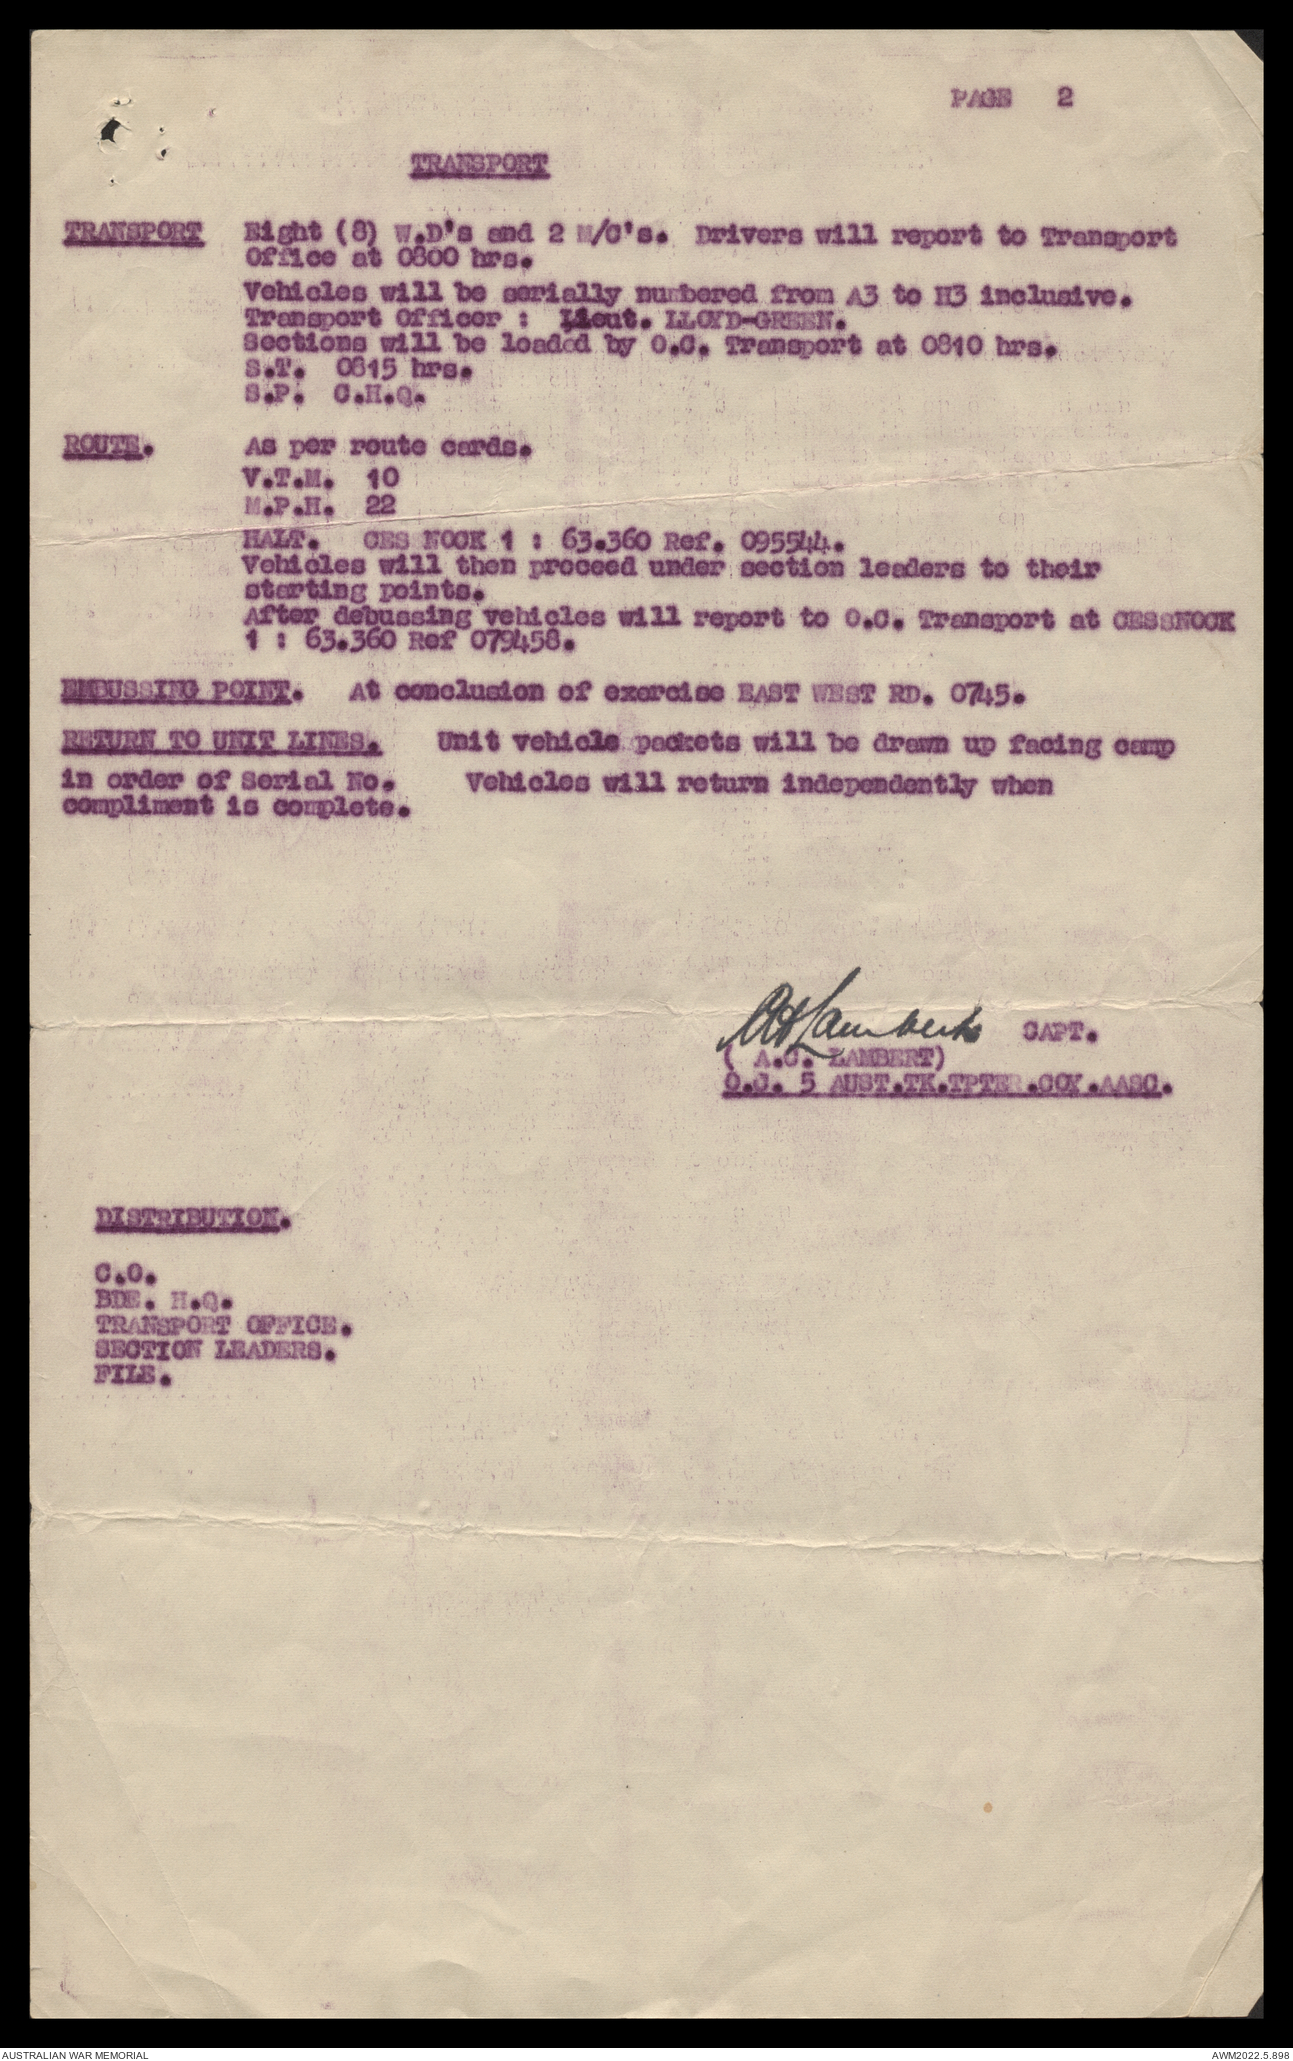 PAGE 2
TRANSPORT
TRANSPORT Eight (8) W.D's and 2 M/C's. Drivers will report to Transport
Office at 0800 hrs.
Vehicles will be serially numbered from A3 to H3 inclusive.
Transport Officer : Lieut. LLOYD-GREEN.
Sections will be loaded by O.C. Transport at 0810 hrs.
S.T. 0815 hrs.
S.P. C.H.Q.
ROUTE. As per route cards.
V.T.M. 10
M.P.H. 22
HALT. CES NOCK 1 : 63.360 Ref. 095544.
Vehicles will then proceed under section leaders to their
starting points.
After debussing vehicles will report to O.C. Transport at CESSNOCK
1 : 63.360 Ref 079458.
EMBUSSING POINT. At conclusion of exercise EAST WEST RD. 0745.
RETURN TO UNIT LINES. Unit vehicle packets will be drawn up facing camp
in order of Serial No. Vehicles will return independently when
compliment is complete.
ACLambert CAPT.
( A.C. LAMBERT)
O.C. 5 AUST.TK.TPTER.COY.AASC.
DISTRIBUTION.
C.O.
BDE. H.Q.
TRANSPORT OFFICE.
SECTION LEADERS.
FILE.
AUSTRALIAN WAR MEMORIAL AWM2022.5.898